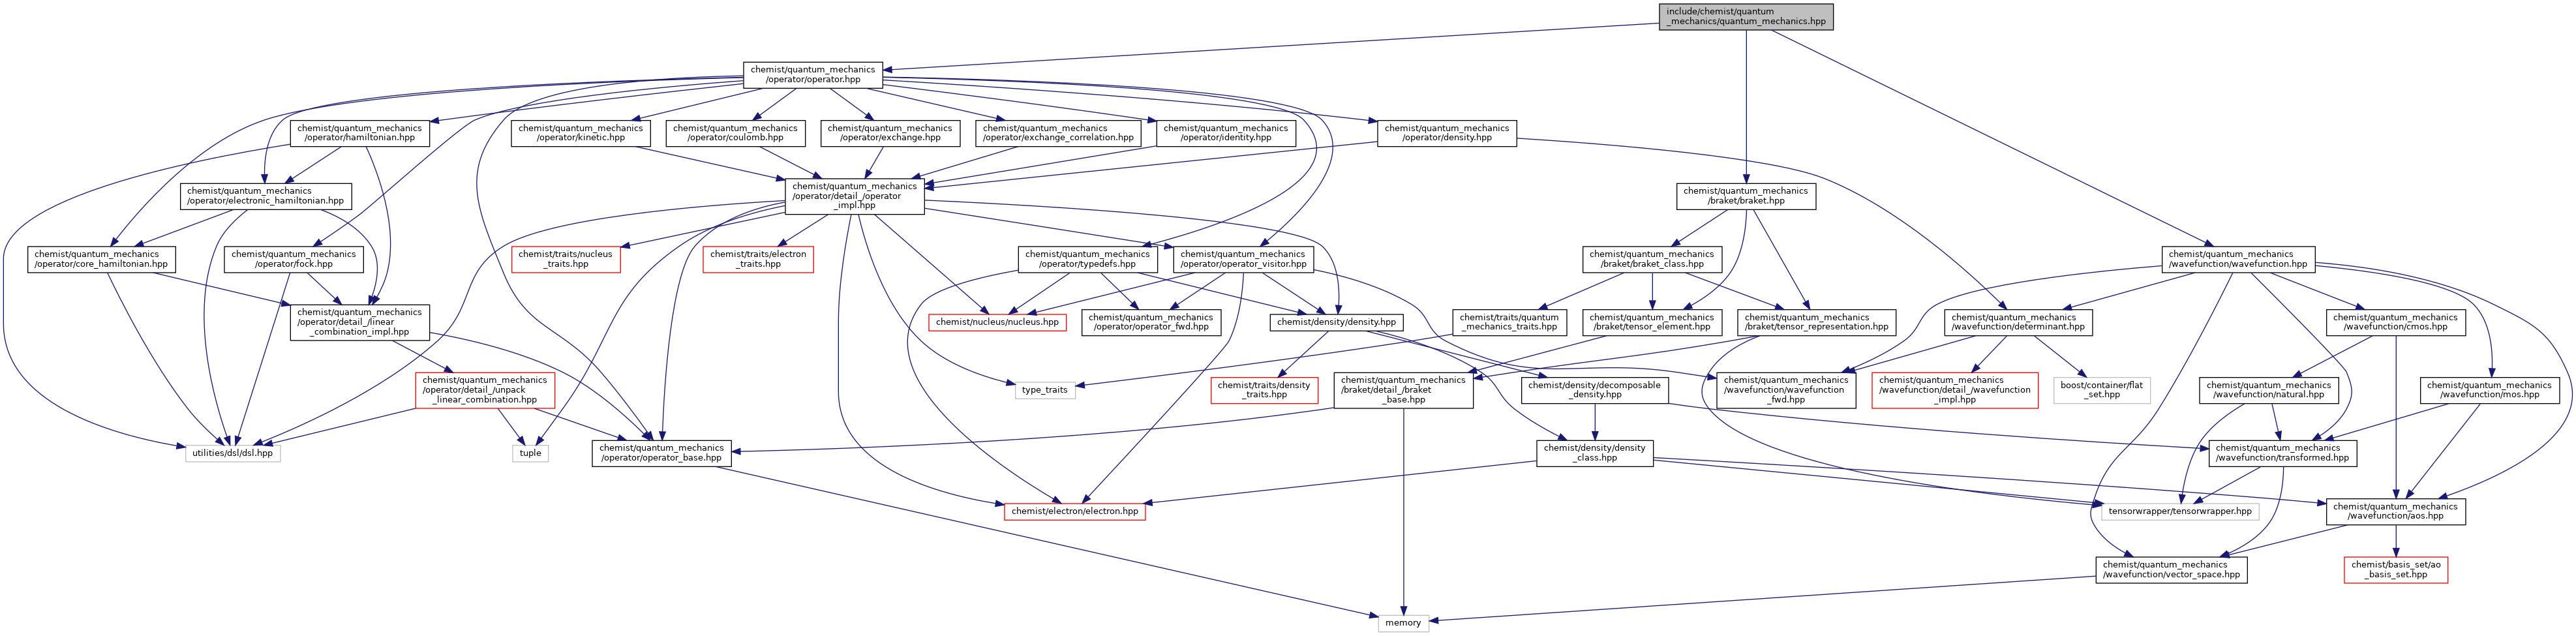 include/chemist/quantum
_mechanics/quantum_mechanics.hpp
chemist/quantum_mechanics
/operator/operator.hpp
chemist/quantum_mechanics
/operator/hamiltonian.hpp
chemist/quantum_mechanics
/operator/kinetic.hpp
chemist/quantum_mechanics
/operator/coulomb.hpp
chemist/quantum_mechanics
/operator/exchange.hpp
chemist/quantum_mechanics
/operator/exchange_correlation.hpp
chemist/quantum_mechanics
/operator/identity.hpp
chemist/quantum_mechanics
/operator/density.hpp
chemist/quantum_mechanics
/operator/electronic_hamiltonian.hpp
chemist/quantum_mechanics
/operator/detail_/operator
_impl.hpp
chemist/quantum_mechanics
/braket/braket.hpp
chemist/quantum_mechanics
/operator/core_hamiltonian.hpp
chemist/quantum_mechanics
/operator/fock.hpp
chemist/traits/nucleus
_traits.hpp
chemist/traits/electron
_traits.hpp
chemist/quantum_mechanics
/operator/typedefs.hpp
chemist/quantum_mechanics
/operator/operator_visitor.hpp
chemist/quantum_mechanics
/braket/braket_class.hpp
chemist/quantum_mechanics
/wavefunction/wavefunction.hpp
chemist/quantum_mechanics
/operator/detail_/linear
_combination_impl.hpp
chemist/nucleus/nucleus.hpp
chemist/quantum_mechanics
/operator/operator_fwd.hpp
chemist/density/density.hpp
chemist/traits/quantum
_mechanics_traits.hpp
chemist/quantum_mechanics
/braket/tensor_element.hpp
chemist/quantum_mechanics
/braket/tensor_representation.hpp
chemist/quantum_mechanics
/wavefunction/determinant.hpp
chemist/quantum_mechanics
/wavefunction/cmos.hpp
chemist/quantum_mechanics
/operator/detail_/unpack
_linear_combination.hpp
type_traits
chemist/traits/density
_traits.hpp
chemist/quantum_mechanics
/braket/detail_/braket
_base.hpp
chemist/density/decomposable
_density.hpp
chemist/quantum_mechanics
/wavefunction/wavefunction
_fwd.hpp
chemist/quantum_mechanics
/wavefunction/detail_/wavefunction
_impl.hpp
boost/container/flat
_set.hpp
chemist/quantum_mechanics
/wavefunction/natural.hpp
chemist/quantum_mechanics
/wavefunction/mos.hpp
utilities/dsl/dsl.hpp
tuple
chemist/quantum_mechanics
/operator/operator_base.hpp
chemist/density/density
_class.hpp
chemist/quantum_mechanics
/wavefunction/transformed.hpp
chemist/electron/electron.hpp
tensorwrapper/tensorwrapper.hpp
chemist/quantum_mechanics
/wavefunction/aos.hpp
chemist/quantum_mechanics
/wavefunction/vector_space.hpp
chemist/basis_set/ao
_basis_set.hpp
memory